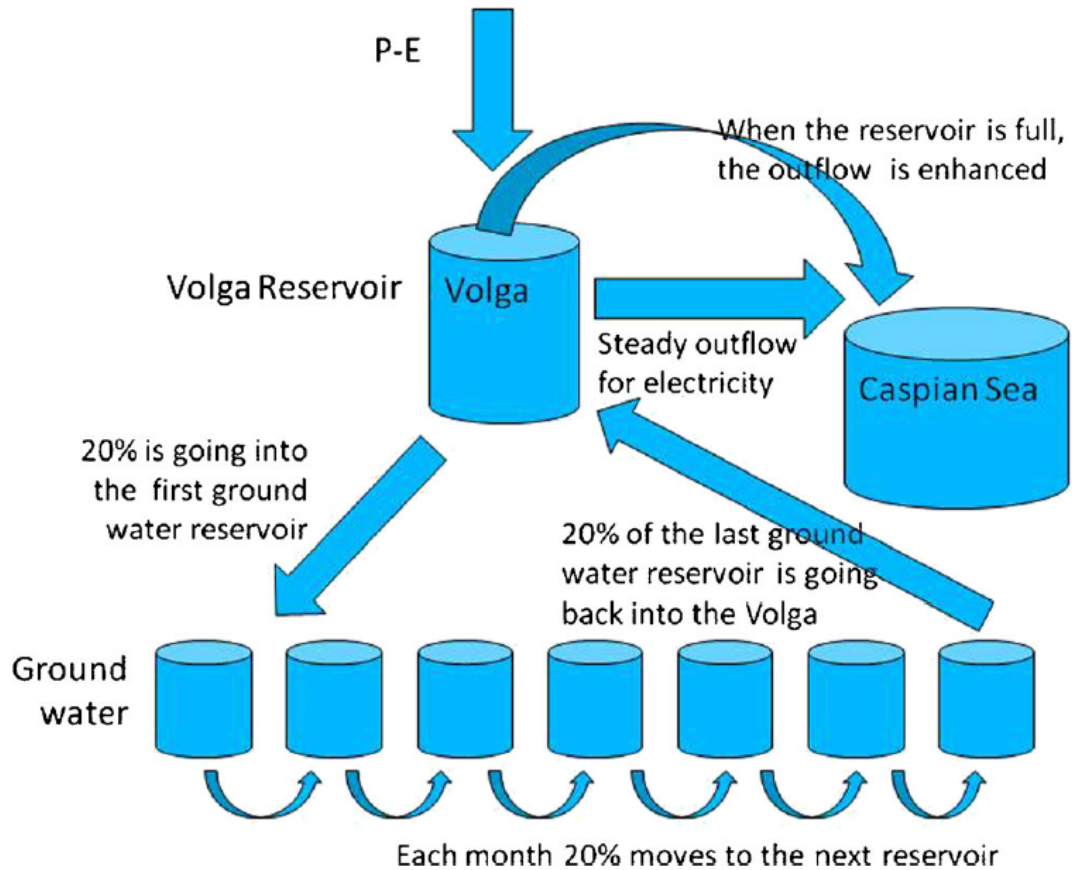 P-E
When the reservoir is full,
the outflow is enhanced
Volga Reservoir
Volga
Steady outflow
for electricity
Caspian Sea
20% is going into
the first ground
water reservoir
20% of the last ground
water reservoir is going
back into the Volga
Ground
water
Each month 20% moves to the next reservoir